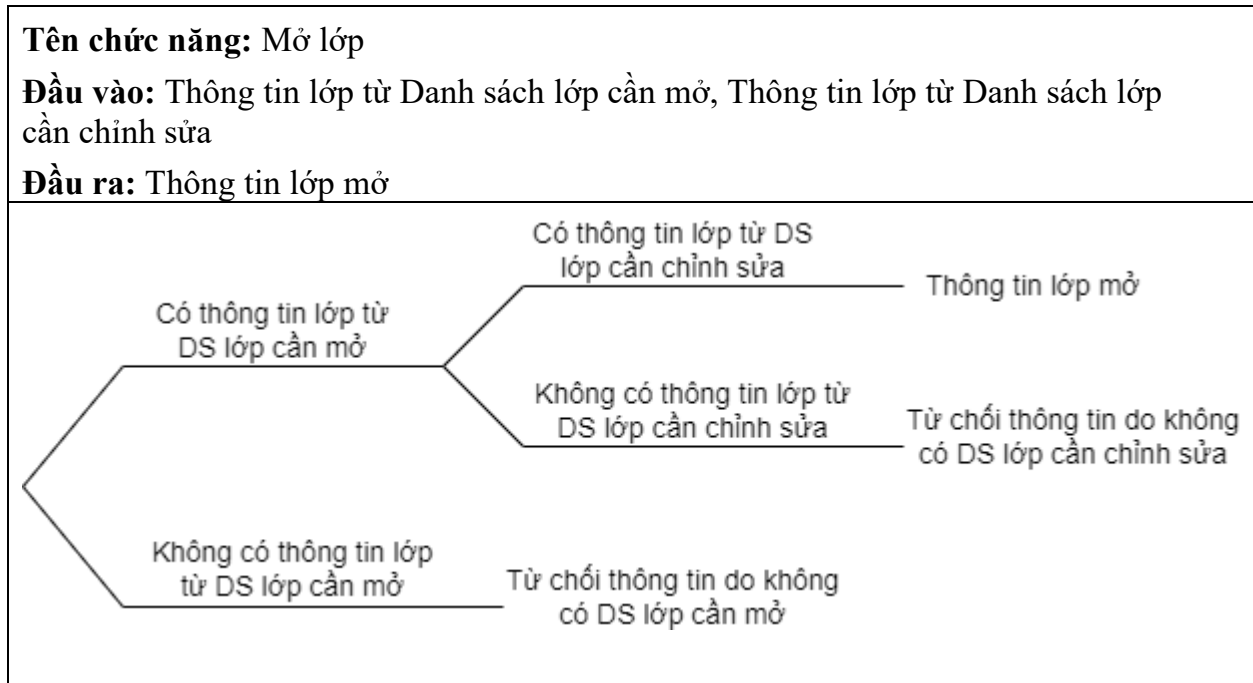 Tên chức năng: Mở lớp
Đầu vào: Thông tin lớp từ Danh sách lớp cần mở, Thông tin lớp từ Danh sách lớp
cần chỉnh sửa
Đầu ra: Thông tin lớp mở
Có thông tin lớp từ DS
lớp cần chỉnh sửa
Thông tin lớp mở
Có thông tin lớp từ
DS lớp cần mở
Không có thông tin lớp từ
DS lớp cần chỉnh sửa
Từ chối thông tin do không
có DS lớp cần chỉnh sửa
Không có thông tin lớp
từ DS lớp cần mở
Từ chối thông tin do không
có DS lớp cần mở